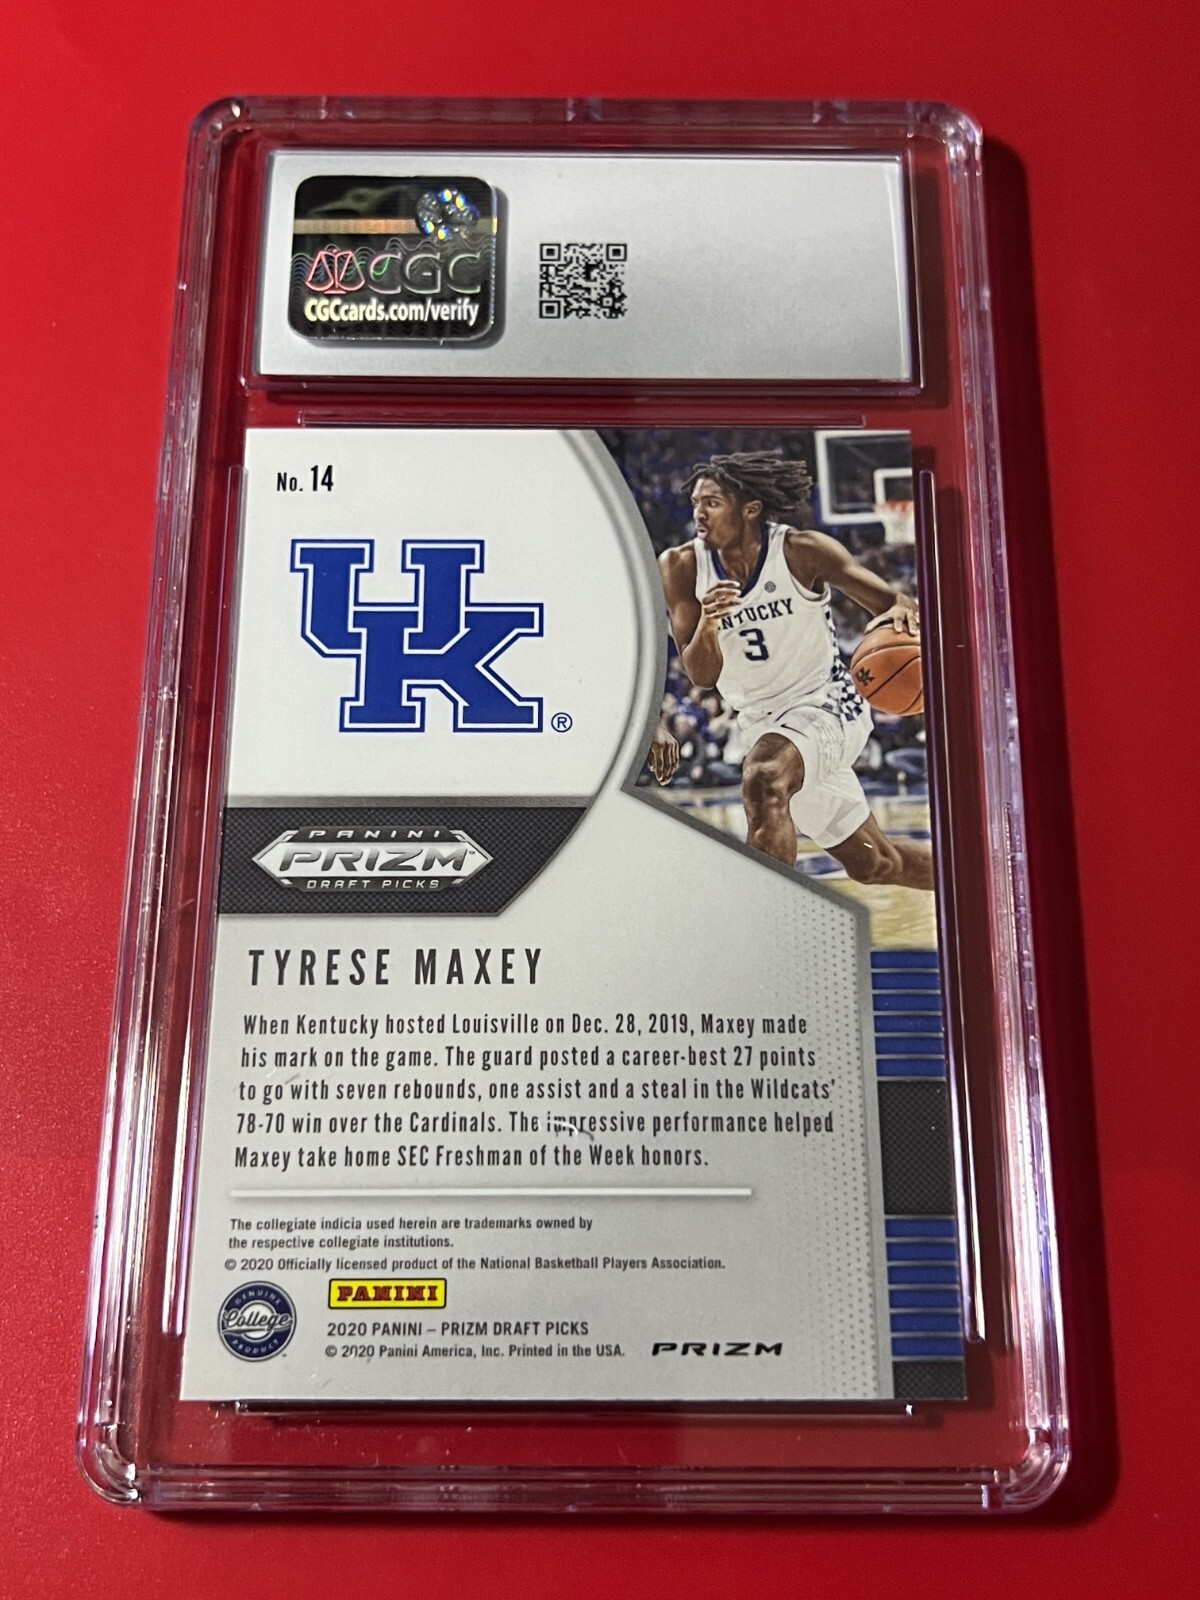 CGC
CGCcards.com/verify
No. 14
UK®
KENTUCKY
3
PANINI
PRIZM™
DRAFT PICKS
TYRESE MAXEY
When Kentucky hosted Louisville on Dec. 28, 2019, Maxey made
his mark on the game. The guard posted a career-best 27 points
to go with seven rebounds, one assist and a steal in the Wildcats'
78-70 win over the Cardinals. The impressive performance helped
Maxey take home SEC Freshman of the Week honors.
The collegiate indicia used herein are trademarks owned by
the respective collegiate institutions.
© 2020 Officially licensed product of the National Basketball Players Association.
GENUINE
College
PRODUCT
PANINI
2020 PANINI – PRIZM DRAFT PICKS
© 2020 Panini America, Inc. Printed in the USA.
PRIZM